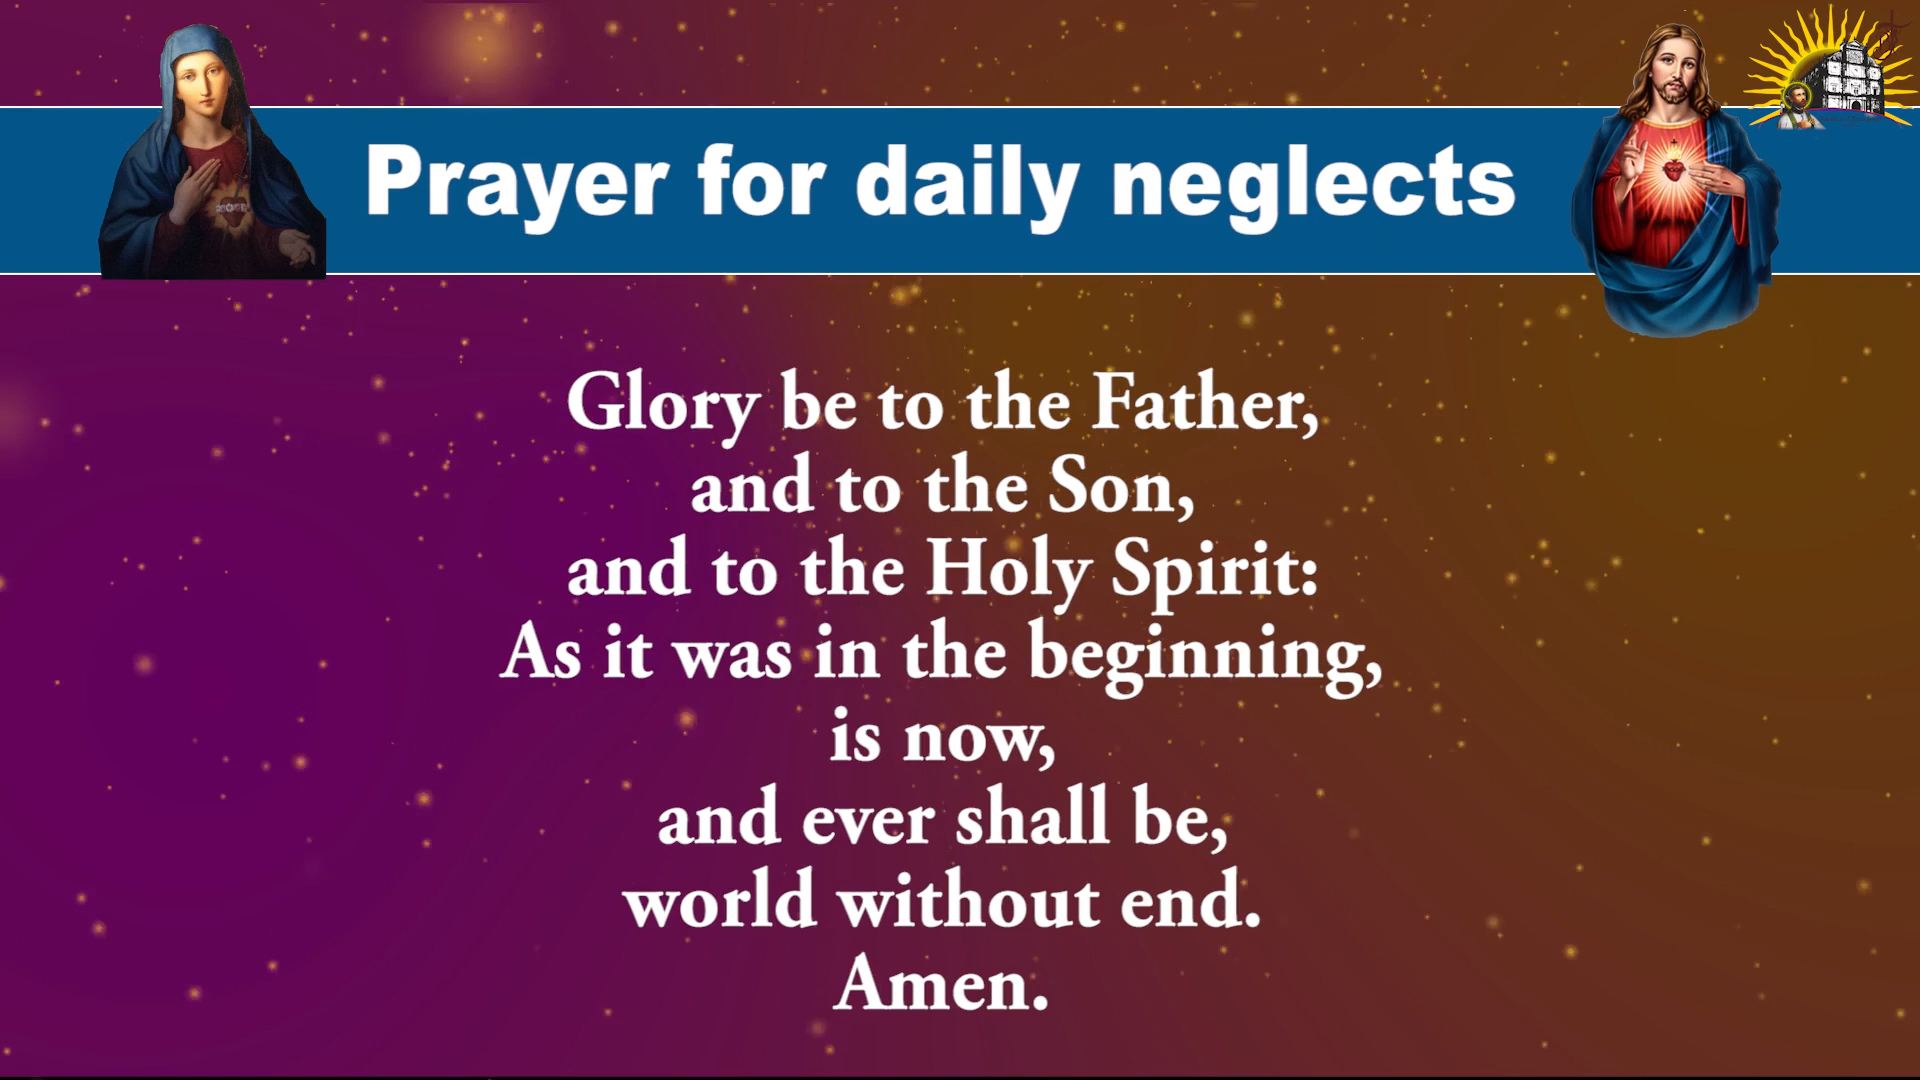 Prayer for daily neglects
Glory be to the Father,
and to the Son,
and to the Holy Spirit:
As it was in the beginning,
is now,
and ever shall be,
world without end.
Amen.